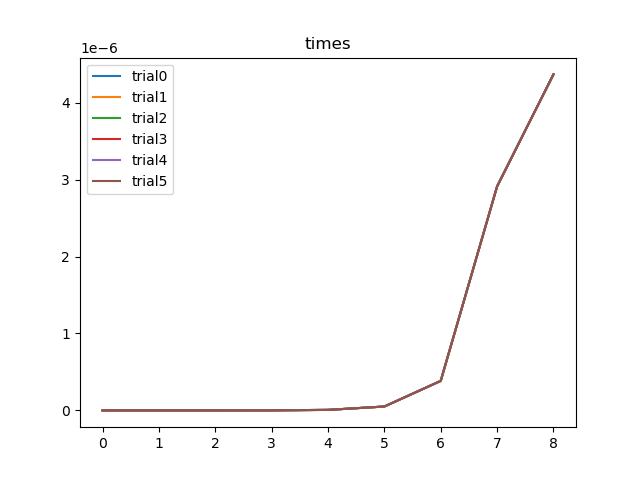 times
1e−6
trial0
trial1
trial2
trial3
trial4
trial5
4
3
2
1
0
0 1 2 3 4 5 6 7 8